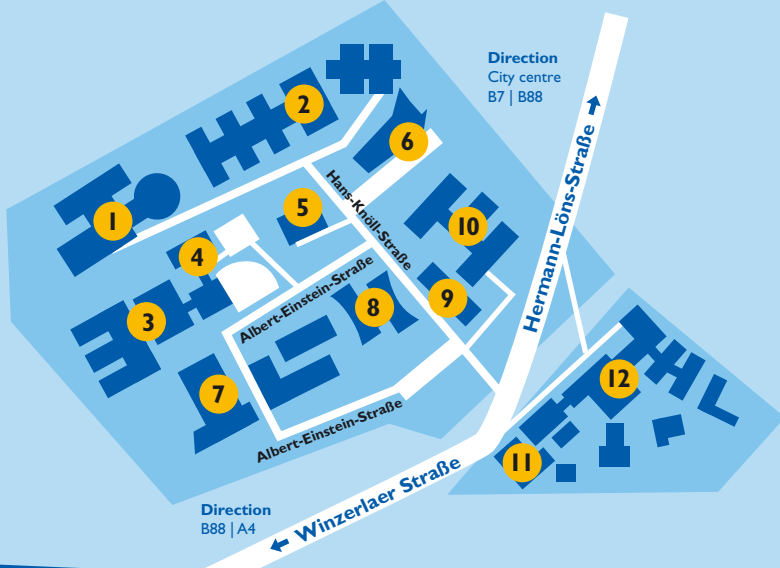 Direction
City centre
B7 | B88
2
6
Hermann-Löns-Straße
Hans-Knöll-Straße
5
1
10
4
Albert-Einstein-Straße
9
8
3
12
7
Albert-Einstein-Straße
11
Winzerlaer Straße
Direction
B88 | A4